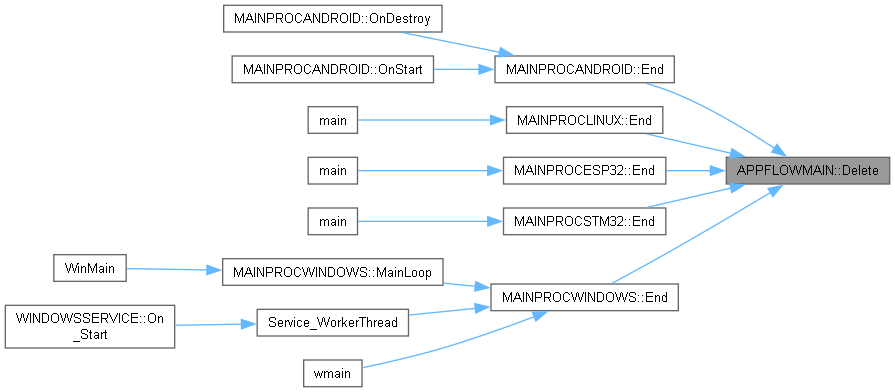 MAINPROCANDROID::OnDestroy
MAINPROCANDROID::OnStart
MAINPROCANDROID::End
main
MAINPROCLINUX::End
main
MAINPROCESP32::End
APPFLOWMAIN::Delete
main
MAINPROCSTM32::End
WinMain
MAINPROCWINDOWS::MainLoop
MAINPROCWINDOWS::End
WINDOWSSERVICE::On
_Start
Service_WorkerThread
wmain